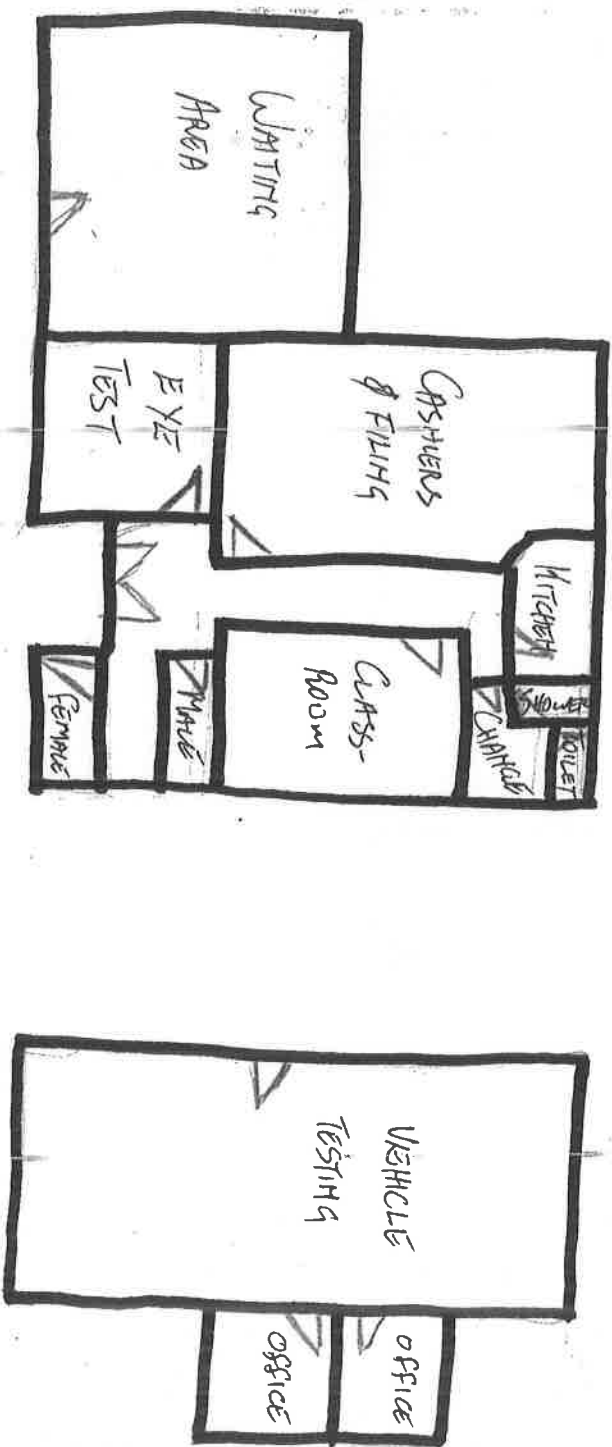 WAITING
AREA
EYE
TEST
CASHIERS
& FILING
KITCHEN
SHOWER
TOILET
CHANGE
CLASS-
ROOM
MALE
FEMALE
VEHICLE
TESTING
OFFICE
OFFICE